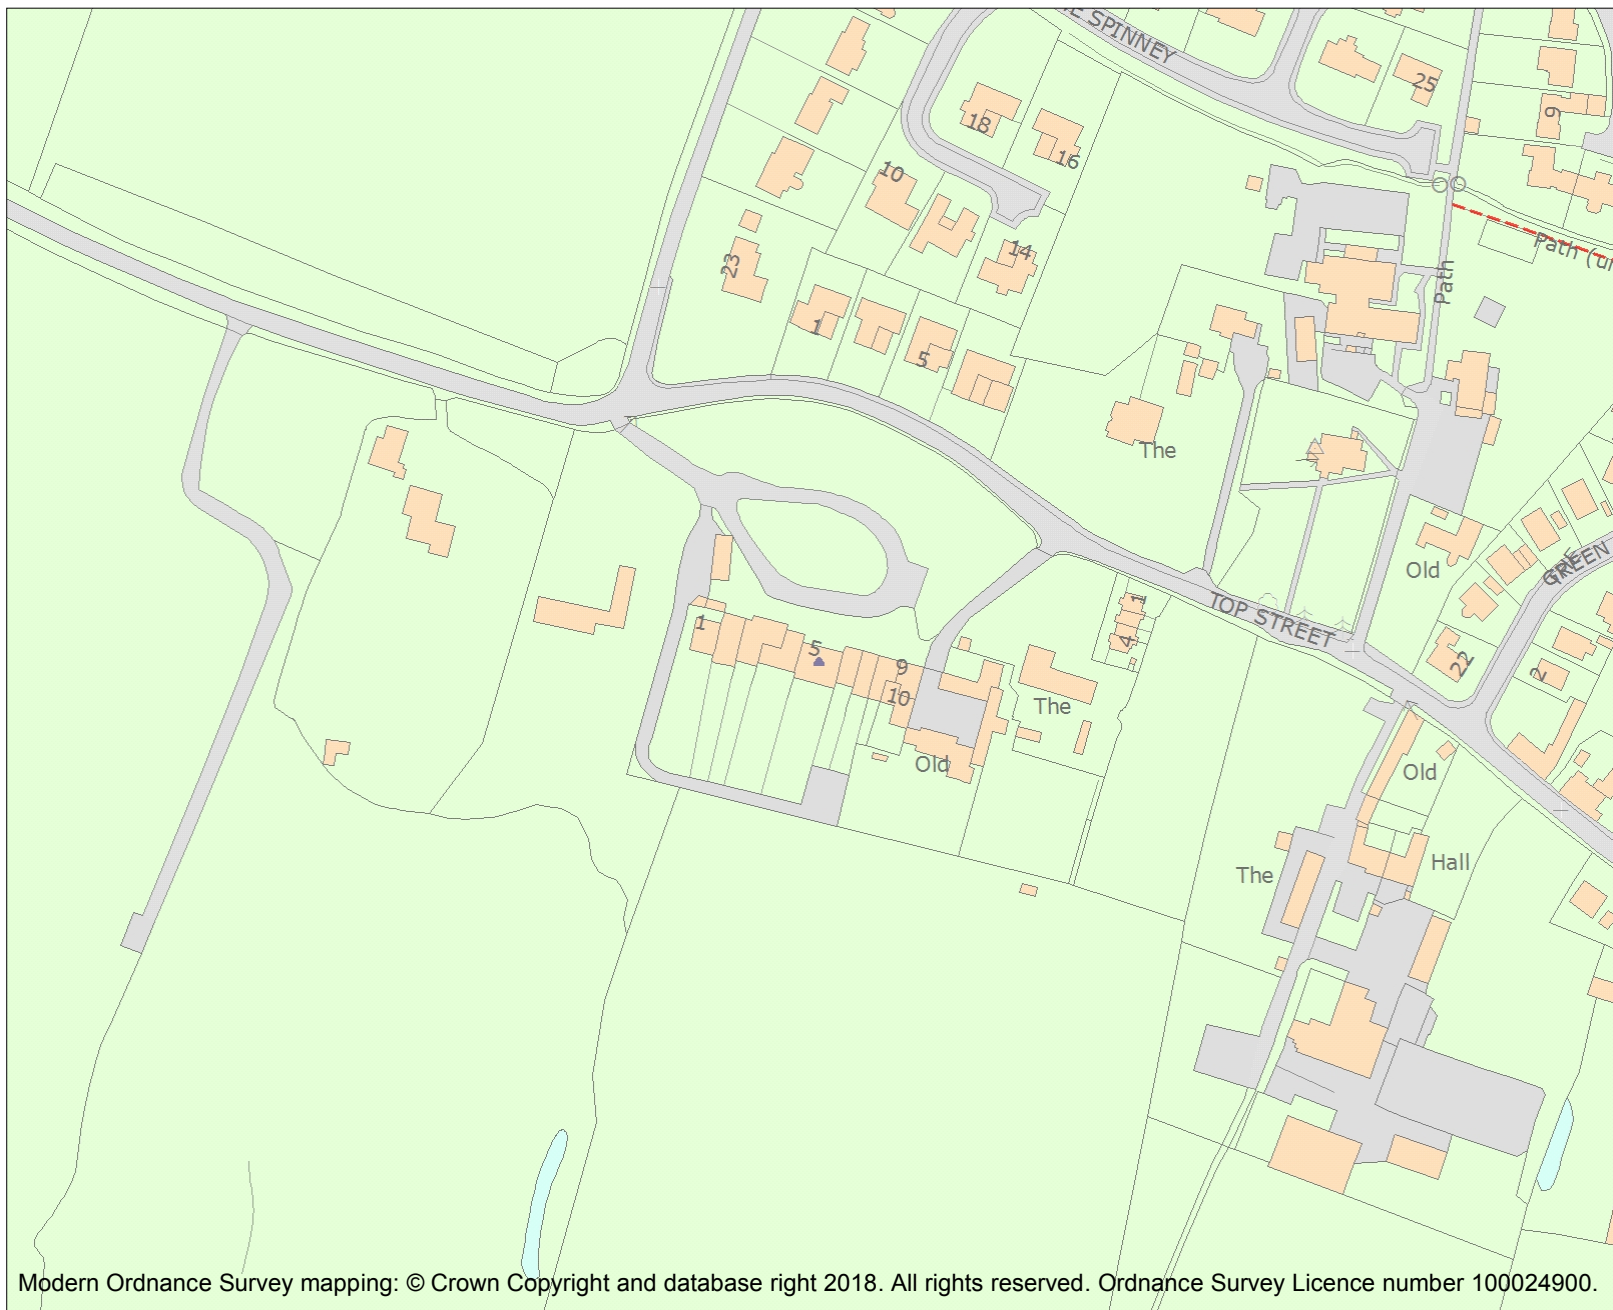 THE SPINNEY
25
9
18
16
10
14
23
Path (un
Path
1
5
The
Old
GREEN
TOP STREET
1
4
22
2
1
5
9
10
The
Old
Old
The
Hall
Modern Ordnance Survey mapping: © Crown Copyright and database right 2018. All rights reserved. Ordnance Survey Licence number 100024900.